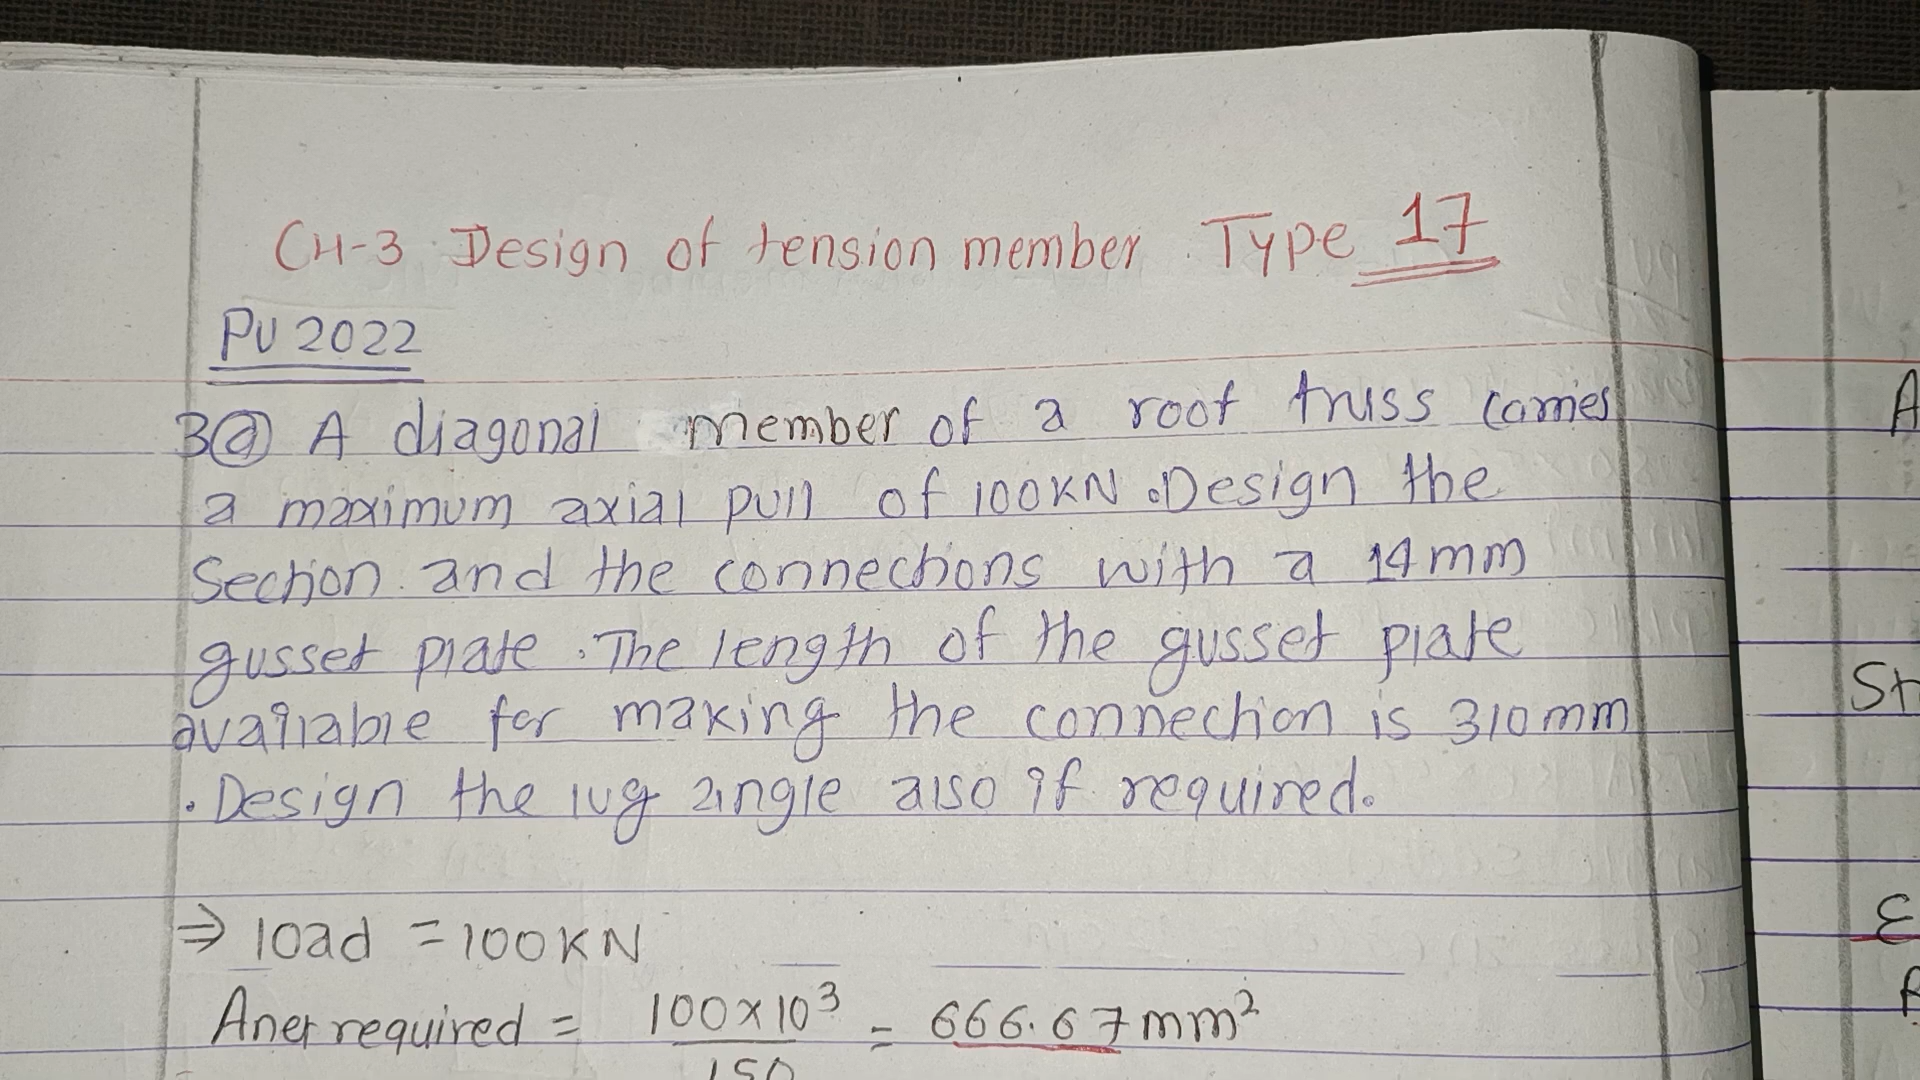 CH-3 Design of tension member Type 17
PU 2022
3(a) A diagonal member of a roof truss carries
a maximum axial pull of 100KN. Design the
Section and the connections with a 14mm
gusset plate. The length of the gusset plate
available for making the connection is 310mm
. Design the lug angle also if required.
⇒ load = 100KN
Anet required = 100×10³ / 150 = 666.67mm²
A
St